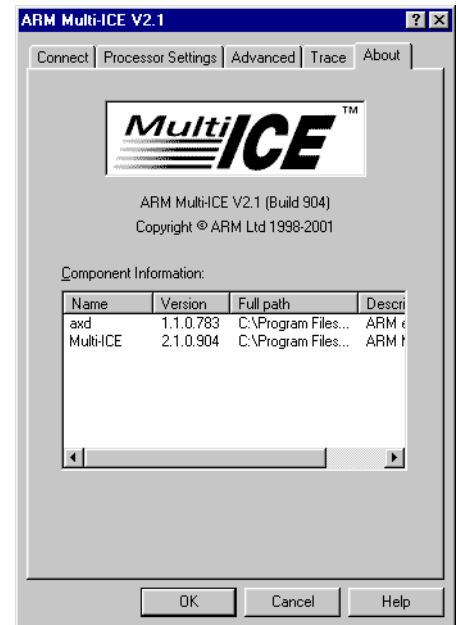 ARM Multi-ICE V2.1
Connect Processor Settings Advanced Trace About
Multi ICE ™
ARM Multi-ICE V2.1 (Build 904)
Copyright © ARM Ltd 1998-2001
Component Information:
Name Version Full path Descri
axd 1.1.0.783 C:\Program Files... ARM e
Multi-ICE 2.1.0.904 C:\Program Files... ARM
OK Cancel Help